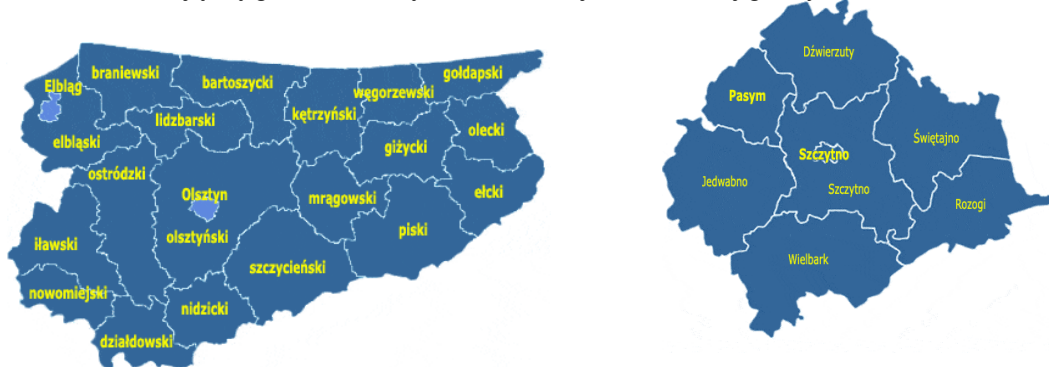 Elbląg
braniewski
bartoszycki
gołdapski
węgorzewski
kętrzyński
lidzbarski
olecki
elbląski
giżycki
ostródzki
Olsztyn
mrągowski
ełcki
iławski
olsztyński
piski
szczycieński
nowomiejski
nidzicki
działdowski
Dźwierzuty
Pasym
Świętajno
Szczytno
Jedwabno
Szczytno
Rozogi
Wielbark